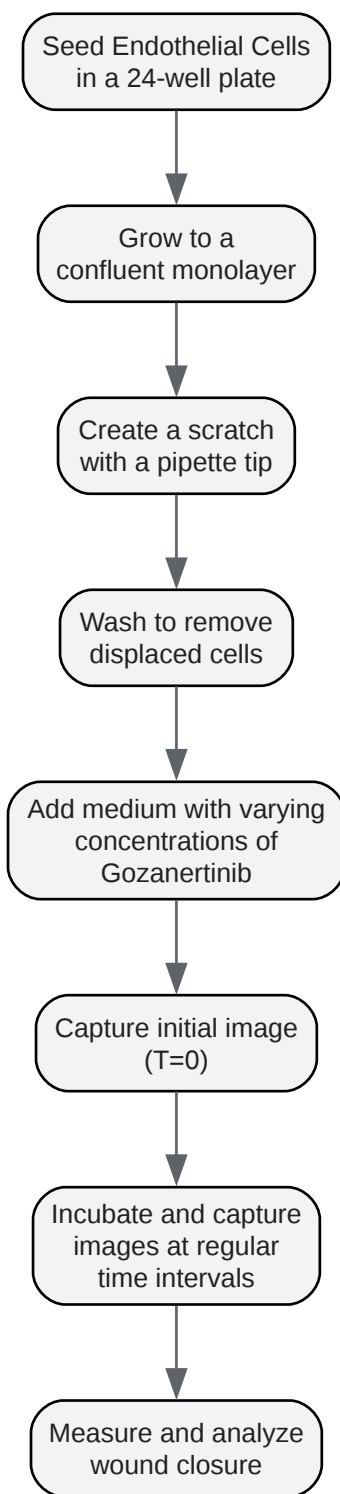 Seed Endothelial Cells
in a 24-well plate
Grow to a
confluent monolayer
Create a scratch
with a pipette tip
Wash to remove
displaced cells
Add medium with varying
concentrations of
Gozanertinib
Capture initial image
(T=0)
Incubate and capture
images at regular
time intervals
Measure and analyze
wound closure